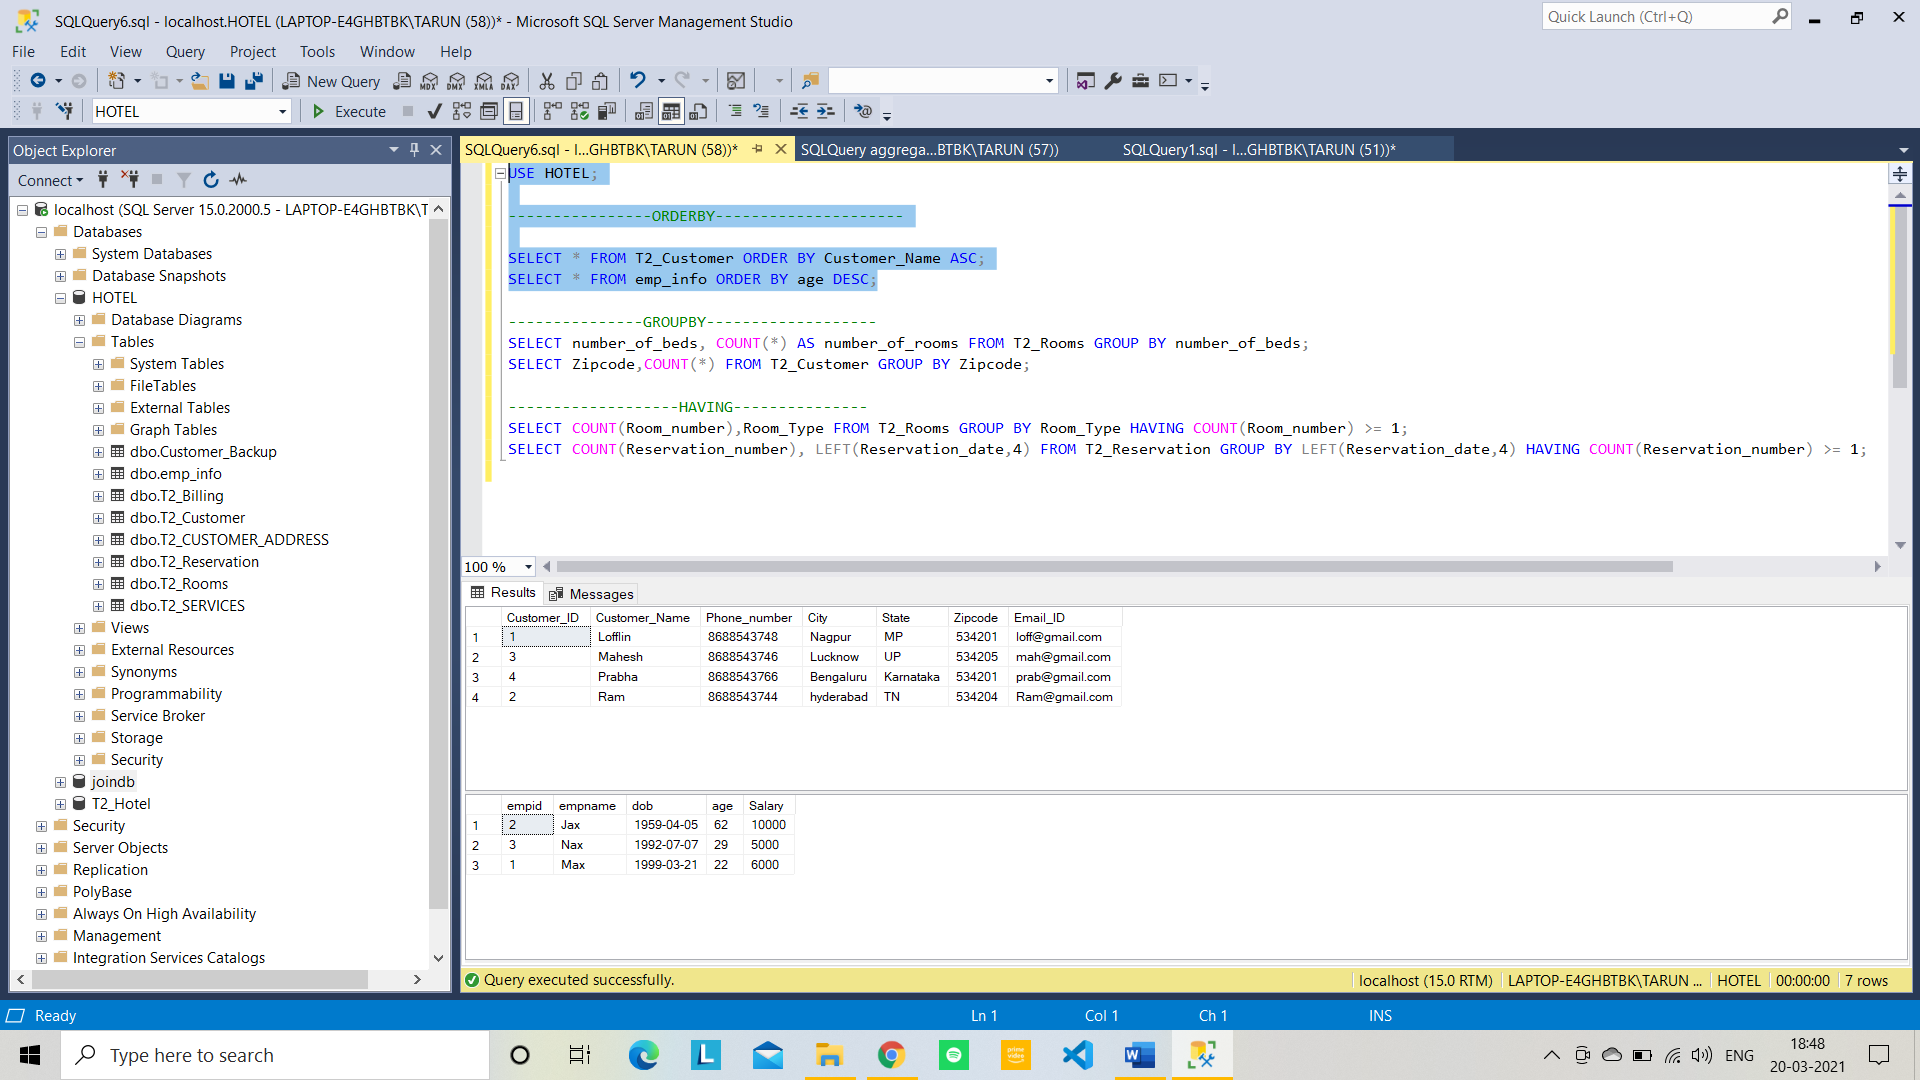 SQLQuery6.sql - localhost.HOTEL (LAPTOP-E4GHBTBK\TARUN (58))* - Microsoft SQL Server Management Studio
Quick Launch (Ctrl+Q)
File Edit View Query Project Tools Window Help
New Query MDX DMX XMLA DAX
HOTEL Execute
Object Explorer
SQLQuery6.sql - l...GHBTBK\TARUN (58))* SQLQuery aggrega...BTBK\TARUN (57)) SQLQuery1.sql - l...GHBTBK\TARUN (51))*
Connect
localhost (SQL Server 15.0.2000.5 - LAPTOP-E4GHBTBK\T
Databases
System Databases
Database Snapshots
HOTEL
Database Diagrams
Tables
System Tables
FileTables
External Tables
Graph Tables
dbo.Customer_Backup
dbo.emp_info
dbo.T2_Billing
dbo.T2_Customer
dbo.T2_CUSTOMER_ADDRESS
dbo.T2_Reservation
dbo.T2_Rooms
dbo.T2_SERVICES
Views
External Resources
Synonyms
Programmability
Service Broker
Storage
Security
joindb
T2_Hotel
Security
Server Objects
Replication
PolyBase
Always On High Availability
Management
Integration Services Catalogs
USE HOTEL;
----------------ORDERBY---------------------
SELECT * FROM T2_Customer ORDER BY Customer_Name ASC;
SELECT * FROM emp_info ORDER BY age DESC;
---------------GROUPBY-------------------
SELECT number_of_beds, COUNT(*) AS number_of_rooms FROM T2_Rooms GROUP BY number_of_beds;
SELECT Zipcode,COUNT(*) FROM T2_Customer GROUP BY Zipcode;
-------------------HAVING---------------
SELECT COUNT(Room_number),Room_Type FROM T2_Rooms GROUP BY Room_Type HAVING COUNT(Room_number) >= 1;
SELECT COUNT(Reservation_number), LEFT(Reservation_date,4) FROM T2_Reservation GROUP BY LEFT(Reservation_date,4) HAVING COUNT(Reservation_number) >= 1;
100 %
Results Messages
Customer_ID Customer_Name Phone_number City State Zipcode Email_ID
1 1 Lofflin 8688543748 Nagpur MP 534201 loff@gmail.com
2 3 Mahesh 8688543746 Lucknow UP 534205 mah@gmail.com
3 4 Prabha 8688543766 Bengaluru Karnataka 534201 prab@gmail.com
4 2 Ram 8688543744 hyderabad TN 534204 Ram@gmail.com
empid empname dob age Salary
1 2 Jax 1959-04-05 62 10000
2 3 Nax 1992-07-07 29 5000
3 1 Max 1999-03-21 22 6000
Query executed successfully. localhost (15.0 RTM) LAPTOP-E4GHBTBK\TARUN ... HOTEL 00:00:00 7 rows
Ready Ln 1 Col 1 Ch 1 INS
Type here to search L prime video W ENG 18:48
20-03-2021